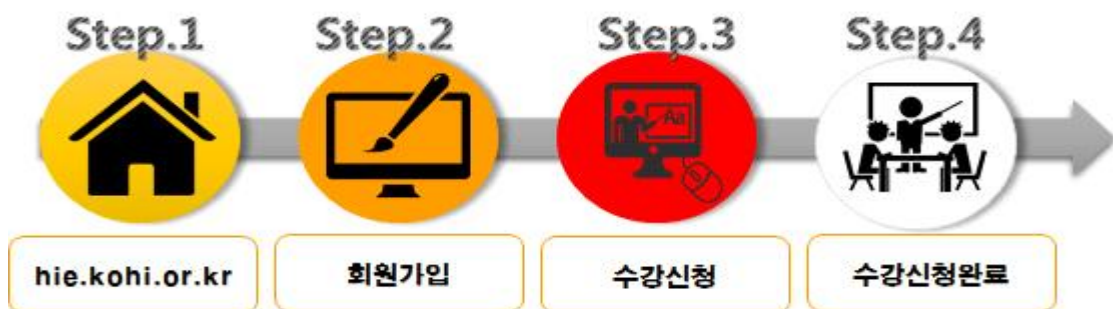 Step.1
Step.2
Step.3
Step.4
Aa
hie.kohi.or.kr
회원가입
수강신청
수강신청완료